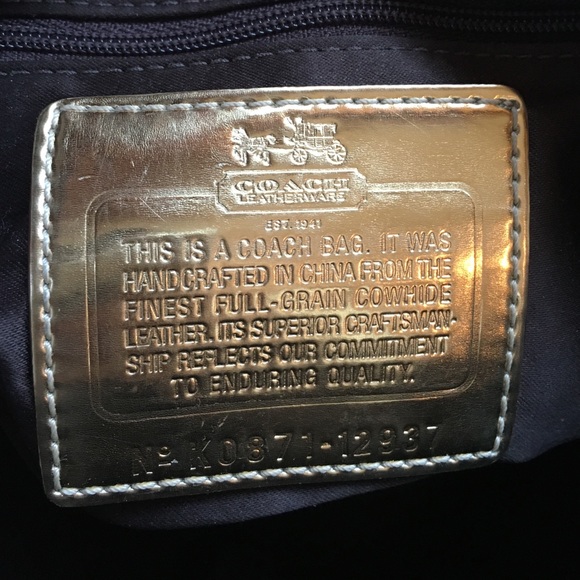 COACH
LEATHERWARE
EST. 1941
THIS IS A COACH BAG. IT WAS
HANDCRAFTED IN CHINA FROM THE
FINEST FULL-GRAIN COWHIDE
LEATHER. ITS SUPERIOR CRAFTSMAN-
SHIP REFLECTS OUR COMMITMENT
TO ENDURING QUALITY.
Nº K0871-12937